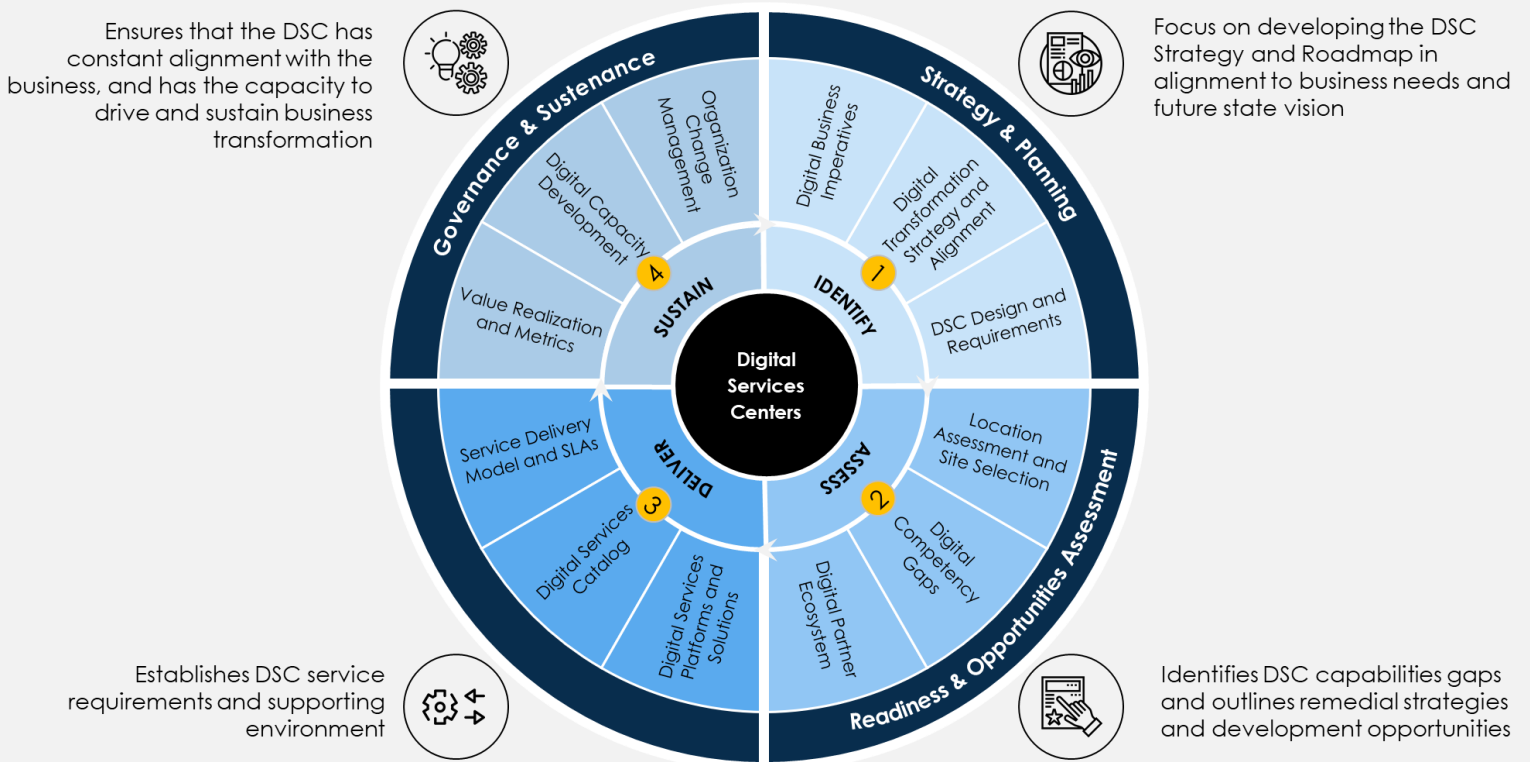 Ensures that the DSC has
constant alignment with the
business, and has the capacity to
drive and sustain business
transformation
Focus on developing the DSC
Strategy and Roadmap in
alignment to business needs and
future state vision
Governance & Sustenance
Strategy & Planning
Organization
Change
Management
Digital Capacity
Development
Value Realization
and Metrics
4
SUSTAIN
Digital Business
Imperatives
Digital
Transformation
Strategy and
Alignment
DSC Design and
Requirements
1
IDENTIFY
Digital
Services
Centers
Service Delivery
Model and SLAs
Digital Services
Catalog
Digital Services
Platforms and
Solutions
3
DELIVER
Location
Assessment and
Site Selection
Digital
Competency
Gaps
Digital Partner
Ecosystem
2
ASSESS
Readiness & Opportunities Assessment
Establishes DSC service
requirements and supporting
environment
Identifies DSC capabilities gaps
and outlines remedial strategies
and development opportunities